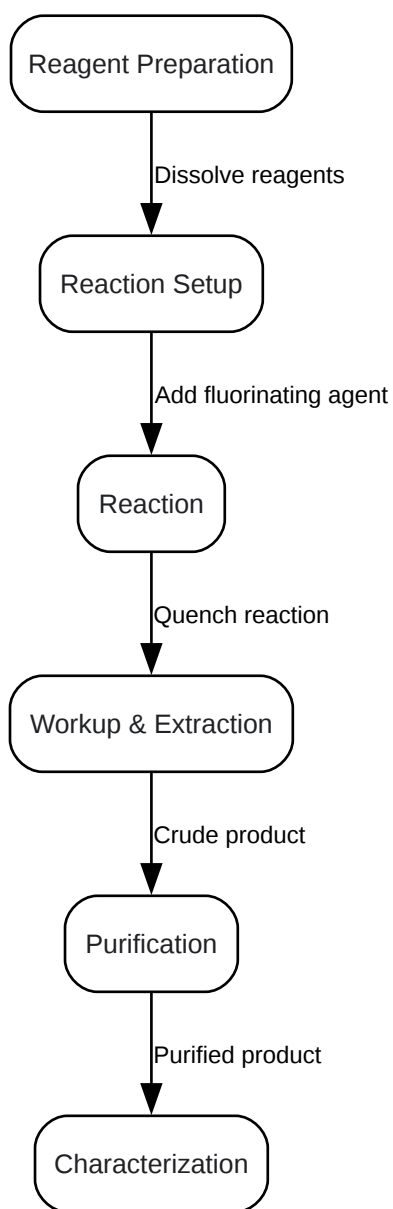 Reagent Preparation
Dissolve reagents
Reaction Setup
Add fluorinating agent
Reaction
Quench reaction
Workup & Extraction
Crude product
Purification
Purified product
Characterization